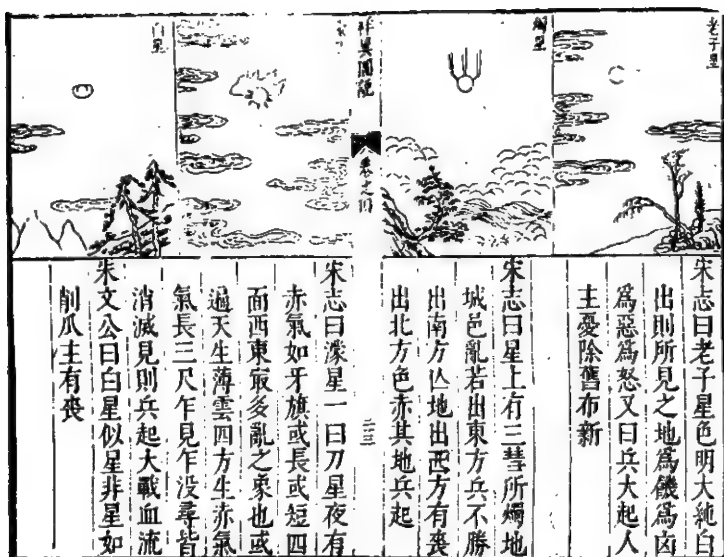 老子星
宋志曰老子星色明大純白
出則所見之地爲饑爲凶
爲惡爲怒又曰兵大起人
主憂除舊布新
燭星
宋志曰星上有三彗所燭地
城邑亂若出東方兵不勝
出南方亾地出西方有喪
出北方色赤其地兵起
祥異圖說
卷之四
二三
宋志曰濛星一曰刀星夜有
赤氣如牙旗或長或短四
面西東㝡多亂之象也或
遍天生薄雲四方生赤氣
氣長三尺乍見乍没尋皆
消滅見則兵起大戰血流
白星
朱文公曰白星似星非星如
削瓜主有喪